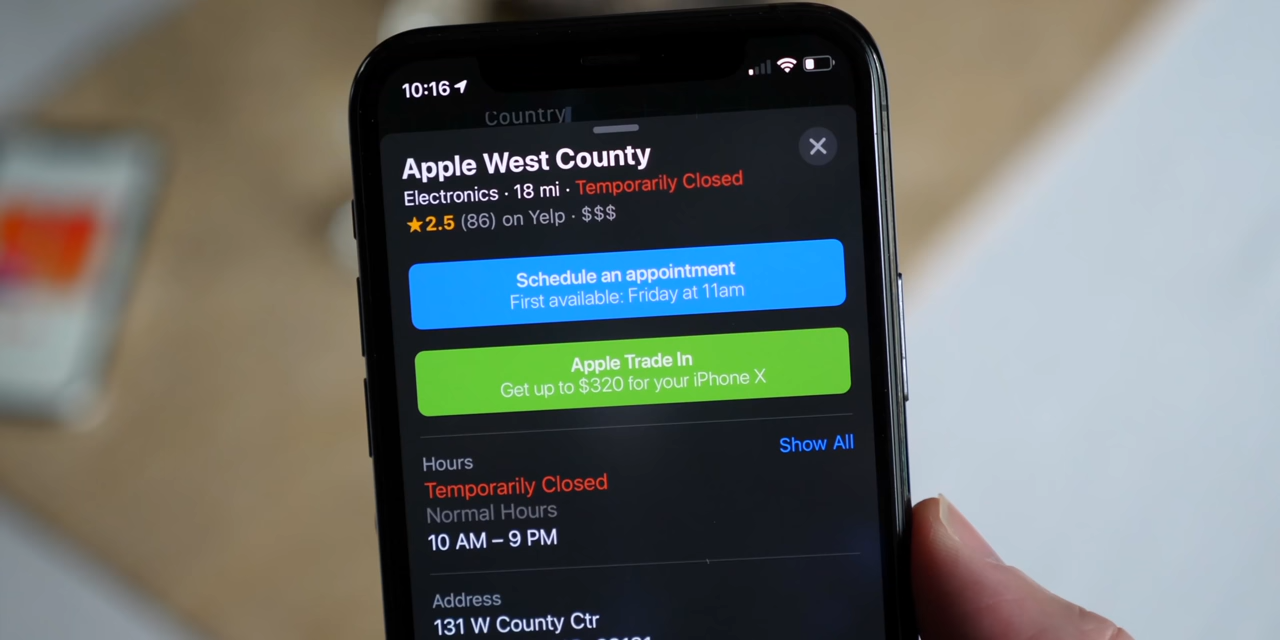 10:16
Country
Apple West County
Electronics · 18 mi · Temporarily Closed
★2.5 (86) on Yelp · $$$
Schedule an appointment
First available: Friday at 11am
Apple Trade In
Get up to $320 for your iPhone X
Hours
Show All
Temporarily Closed
Normal Hours
10 AM – 9 PM
Address
131 W County Ctr